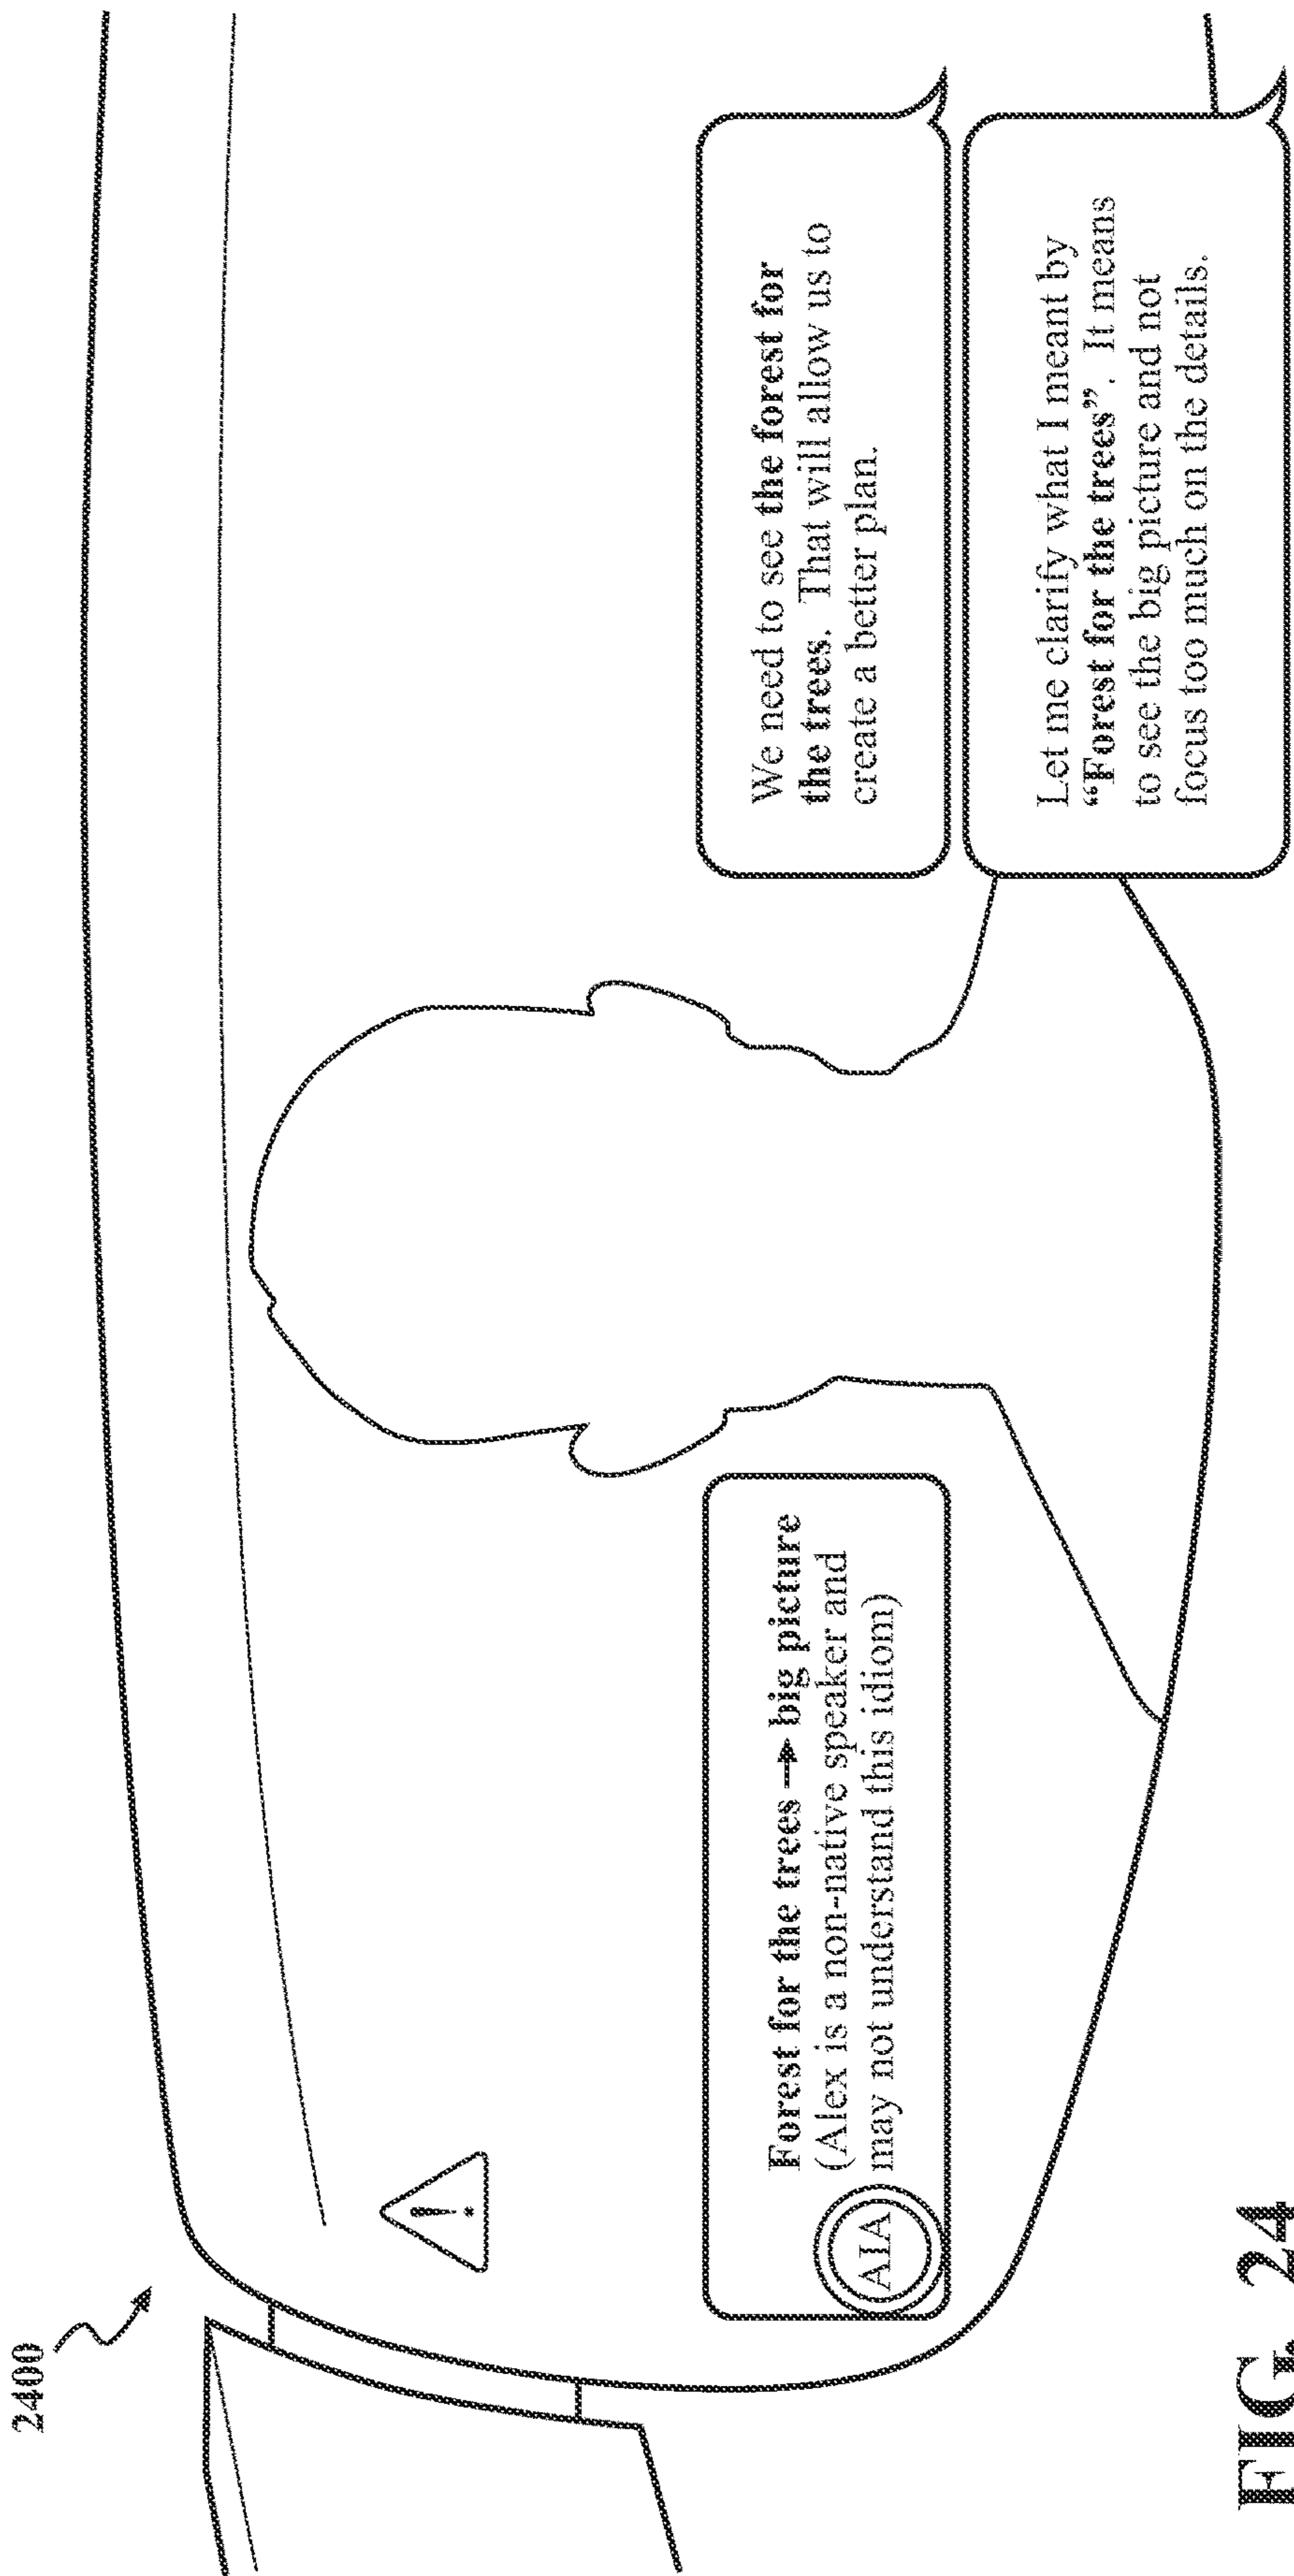 2400
We need to see the forest for
the trees. That will allow us to
create a better plan.
Forest for the trees → big picture
(Alex is a non-native speaker and
may not understand this idiom)
AIA
Let me clarify what I meant by
“Forest for the trees”. It means
to see the big picture and not
focus too much on the details.
FIG. 24